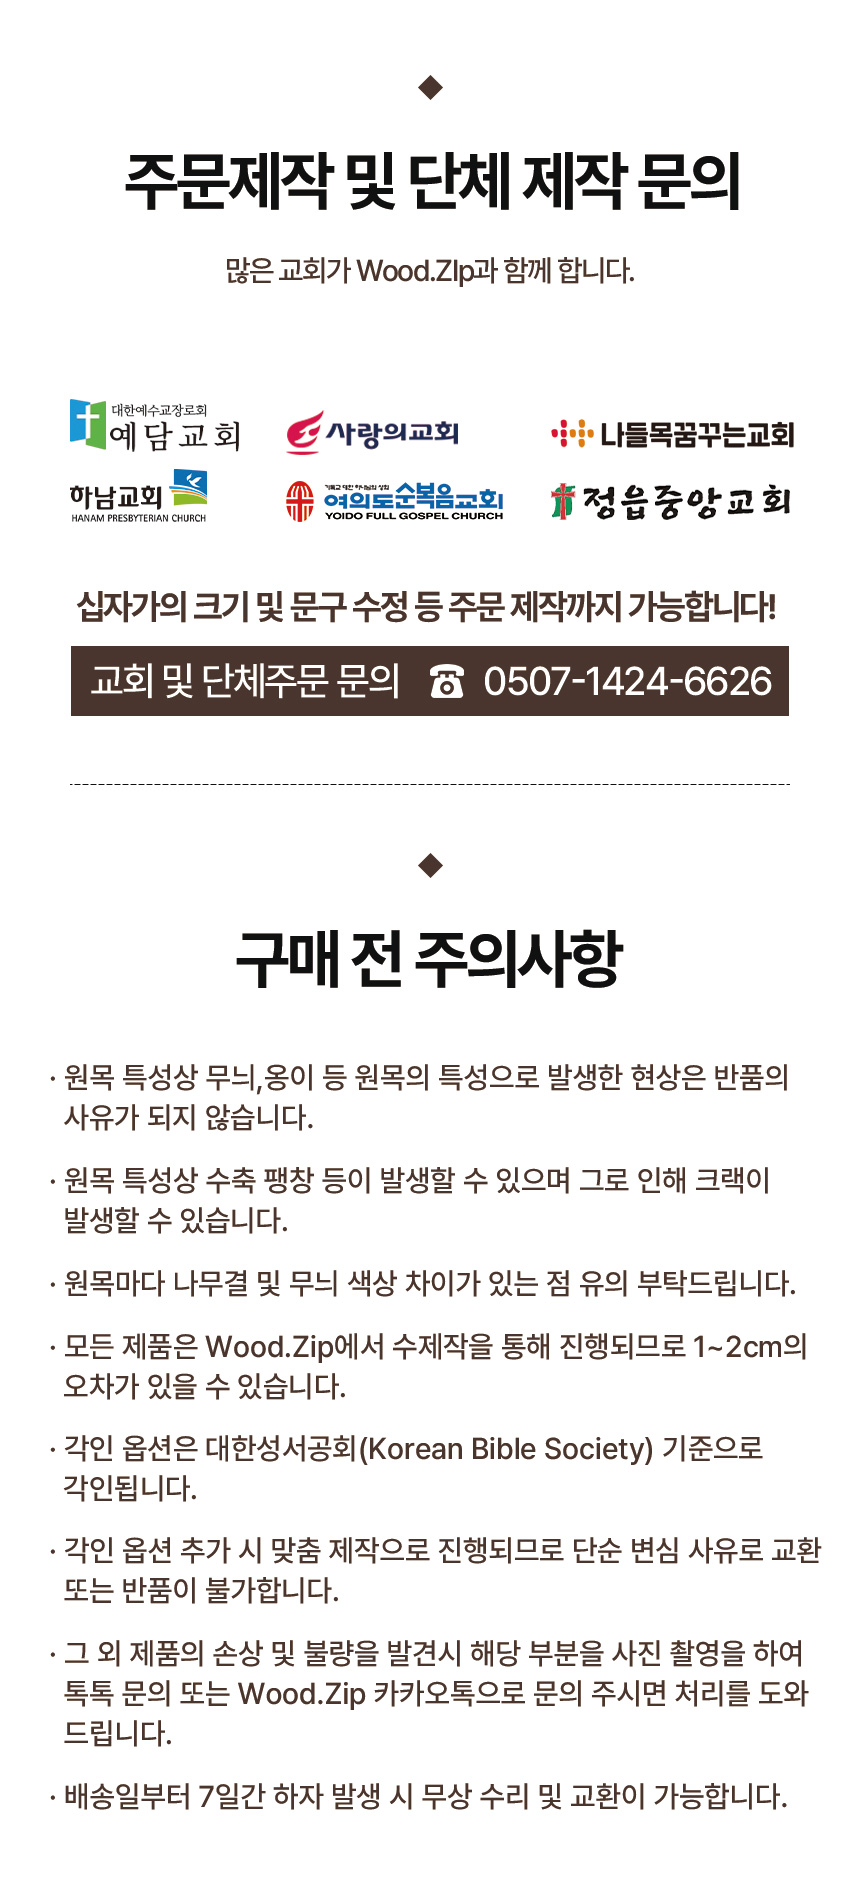 주문제작 및 단체 제작 문의
많은 교회가 Wood.ZIp과 함께 합니다.
대한예수교장로회
예담교회
사랑의교회
나들목꿈꾸는교회
하남교회
HANAM PRESBYTERIAN CHURCH
기독교 대한 하나님의 성회
여의도순복음교회
YOIDO FULL GOSPEL CHURCH
정읍중앙교회
십자가의 크기 및 문구 수정 등 주문 제작까지 가능합니다!
교회 및 단체주문 문의 ☎ 0507-1424-6626
구매 전 주의사항
· 원목 특성상 무늬,옹이 등 원목의 특성으로 발생한 현상은 반품의
사유가 되지 않습니다.
· 원목 특성상 수축 팽창 등이 발생할 수 있으며 그로 인해 크랙이
발생할 수 있습니다.
· 원목마다 나무결 및 무늬 색상 차이가 있는 점 유의 부탁드립니다.
· 모든 제품은 Wood.Zip에서 수제작을 통해 진행되므로 1~2cm의
오차가 있을 수 있습니다.
· 각인 옵션은 대한성서공회(Korean Bible Society) 기준으로
각인됩니다.
· 각인 옵션 추가 시 맞춤 제작으로 진행되므로 단순 변심 사유로 교환
또는 반품이 불가합니다.
· 그 외 제품의 손상 및 불량을 발견시 해당 부분을 사진 촬영을 하여
톡톡 문의 또는 Wood.Zip 카카오톡으로 문의 주시면 처리를 도와
드립니다.
· 배송일부터 7일간 하자 발생 시 무상 수리 및 교환이 가능합니다.